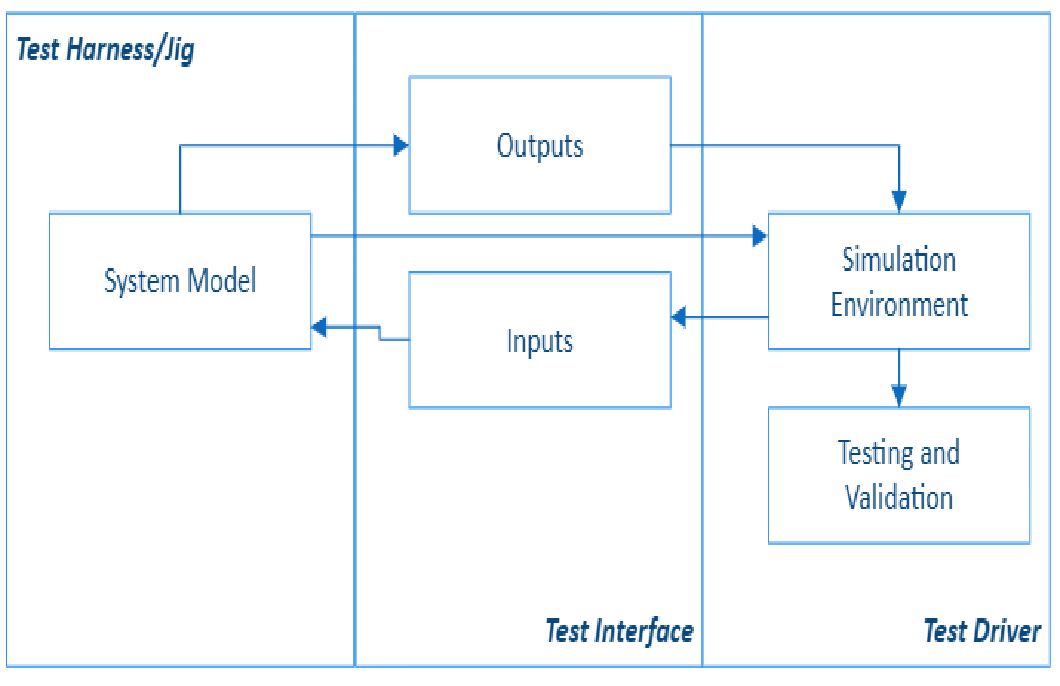 Test Harness/Jig
Outputs
System Model
Simulation
Environment
Inputs
Testing and
Validation
Test Interface
Test Driver